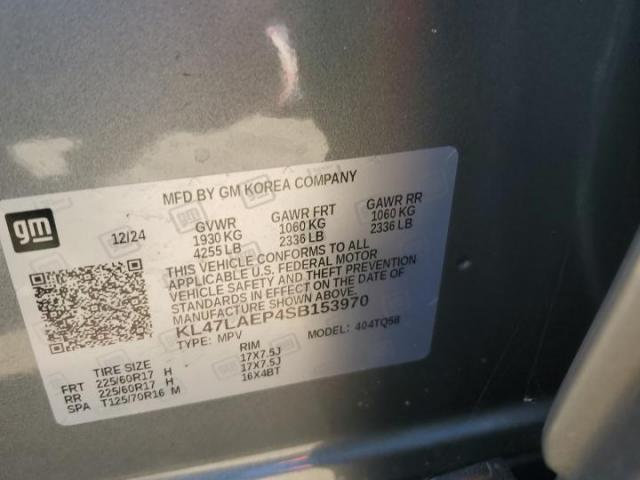 MFD BY GM KOREA COMPANY
gm
12/24
GVWR GAWR FRT GAWR RR
1930 KG 1060 KG 1060 KG
4255 LB 2336 LB 2336 LB
THIS VEHICLE CONFORMS TO ALL
APPLICABLE U.S. FEDERAL MOTOR
VEHICLE SAFETY AND THEFT PREVENTION
STANDARDS IN EFFECT ON THE DATE OF
MANUFACTURE SHOWN ABOVE.
KL47LAEP4SB153970
TYPE: MPV MODEL: 404TQ58
TIRE SIZE RIM
FRT 225/60R17 H 17X7.5J
RR 225/60R17 H 17X7.5J
SPA T125/70R16 M 16X4BT